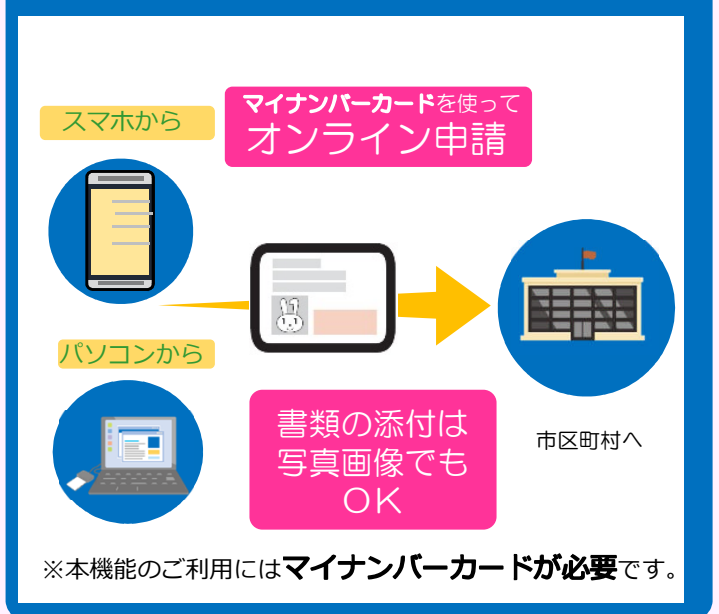 スマホから
マイナンバーカードを使って
オンライン申請
パソコンから
書類の添付は
写真画像でも
ＯＫ
市区町村へ
※本機能のご利用にはマイナンバーカードが必要です。